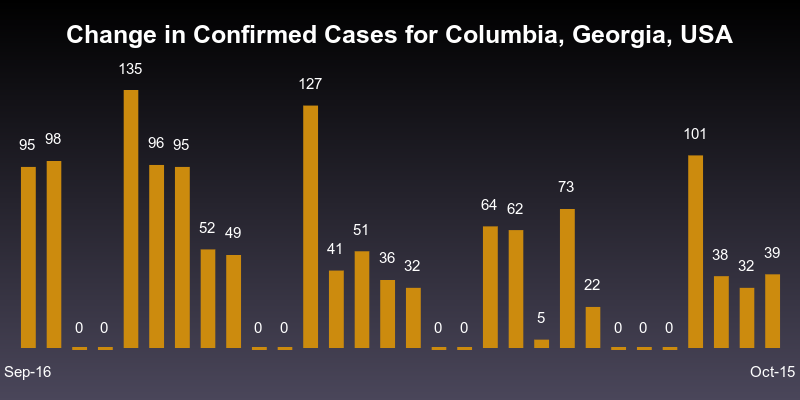 Change in Confirmed Cases for Columbia, Georgia, USA
95 98 0 0 135 96 95 52 49 0 0 127 41 51 36 32 0 0 64 62 5 73 22 0 0 0 101 38 32 39
Sep-16 Oct-15